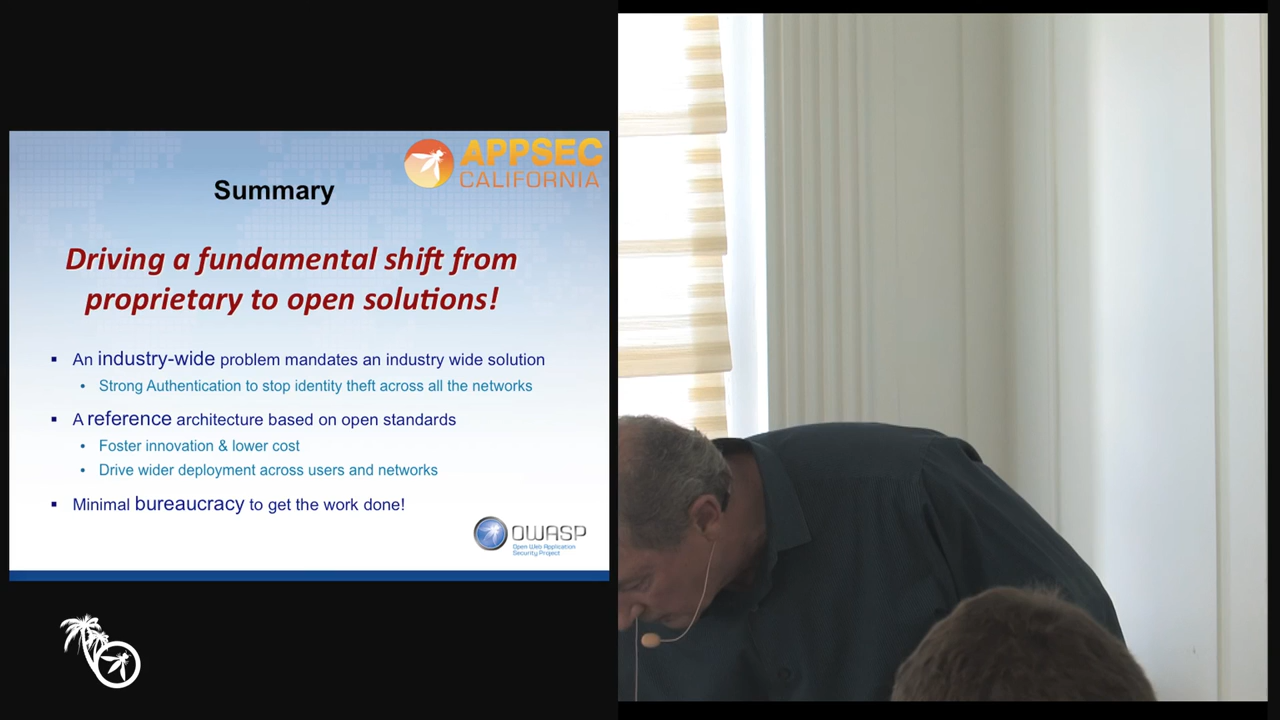 APPSEC
CALIFORNIA
Summary
Driving a fundamental shift from
proprietary to open solutions!
▪ An industry-wide problem mandates an industry wide solution
• Strong Authentication to stop identity theft across all the networks
▪ A reference architecture based on open standards
• Foster innovation & lower cost
• Drive wider deployment across users and networks
▪ Minimal bureaucracy to get the work done!
OWASP
Open Web Application
Security Project